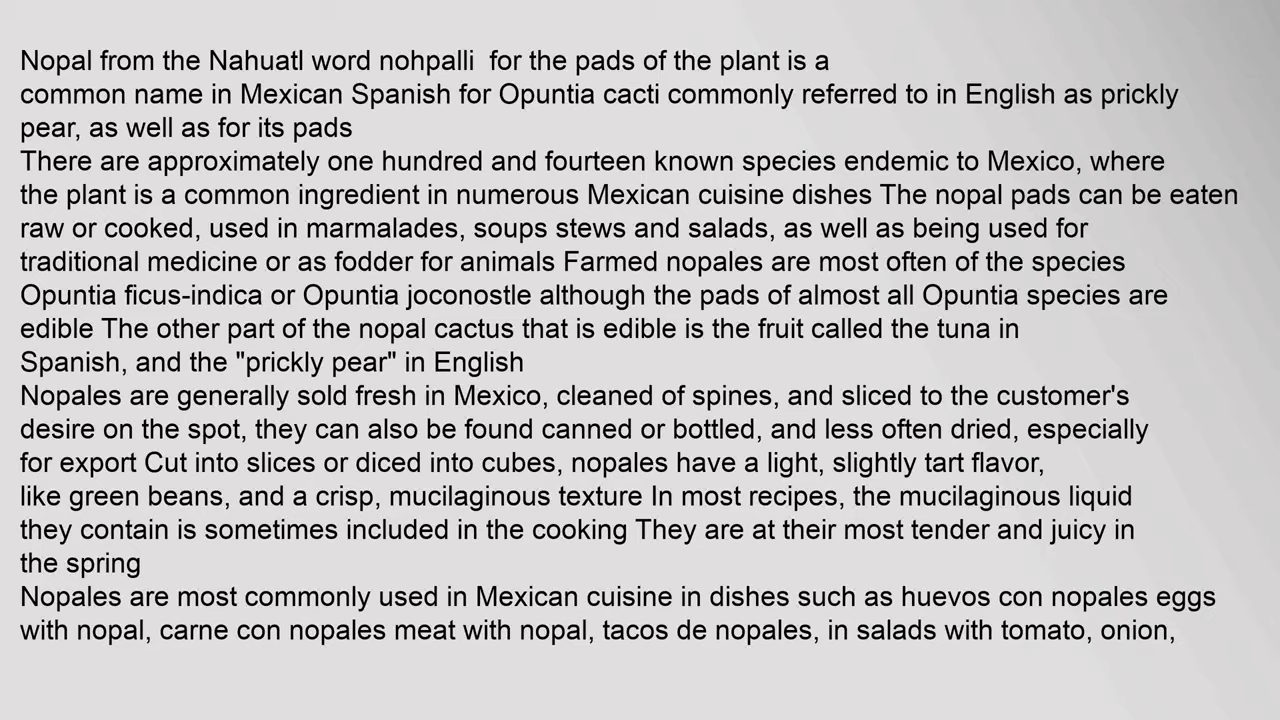 Nopal from the Nahuatl word nohpalli  for the pads of the plant is a
common name in Mexican Spanish for Opuntia cacti commonly referred to in English as prickly
pear, as well as for its pads
There are approximately one hundred and fourteen known species endemic to Mexico, where
the plant is a common ingredient in numerous Mexican cuisine dishes The nopal pads can be eaten
raw or cooked, used in marmalades, soups stews and salads, as well as being used for
traditional medicine or as fodder for animals Farmed nopales are most often of the species
Opuntia ficus-indica or Opuntia joconostle although the pads of almost all Opuntia species are
edible The other part of the nopal cactus that is edible is the fruit called the tuna in
Spanish, and the "prickly pear" in English
Nopales are generally sold fresh in Mexico, cleaned of spines, and sliced to the customer's
desire on the spot, they can also be found canned or bottled, and less often dried, especially
for export Cut into slices or diced into cubes, nopales have a light, slightly tart flavor,
like green beans, and a crisp, mucilaginous texture In most recipes, the mucilaginous liquid
they contain is sometimes included in the cooking They are at their most tender and juicy in
the spring
Nopales are most commonly used in Mexican cuisine in dishes such as huevos con nopales eggs
with nopal, carne con nopales meat with nopal, tacos de nopales, in salads with tomato, onion,